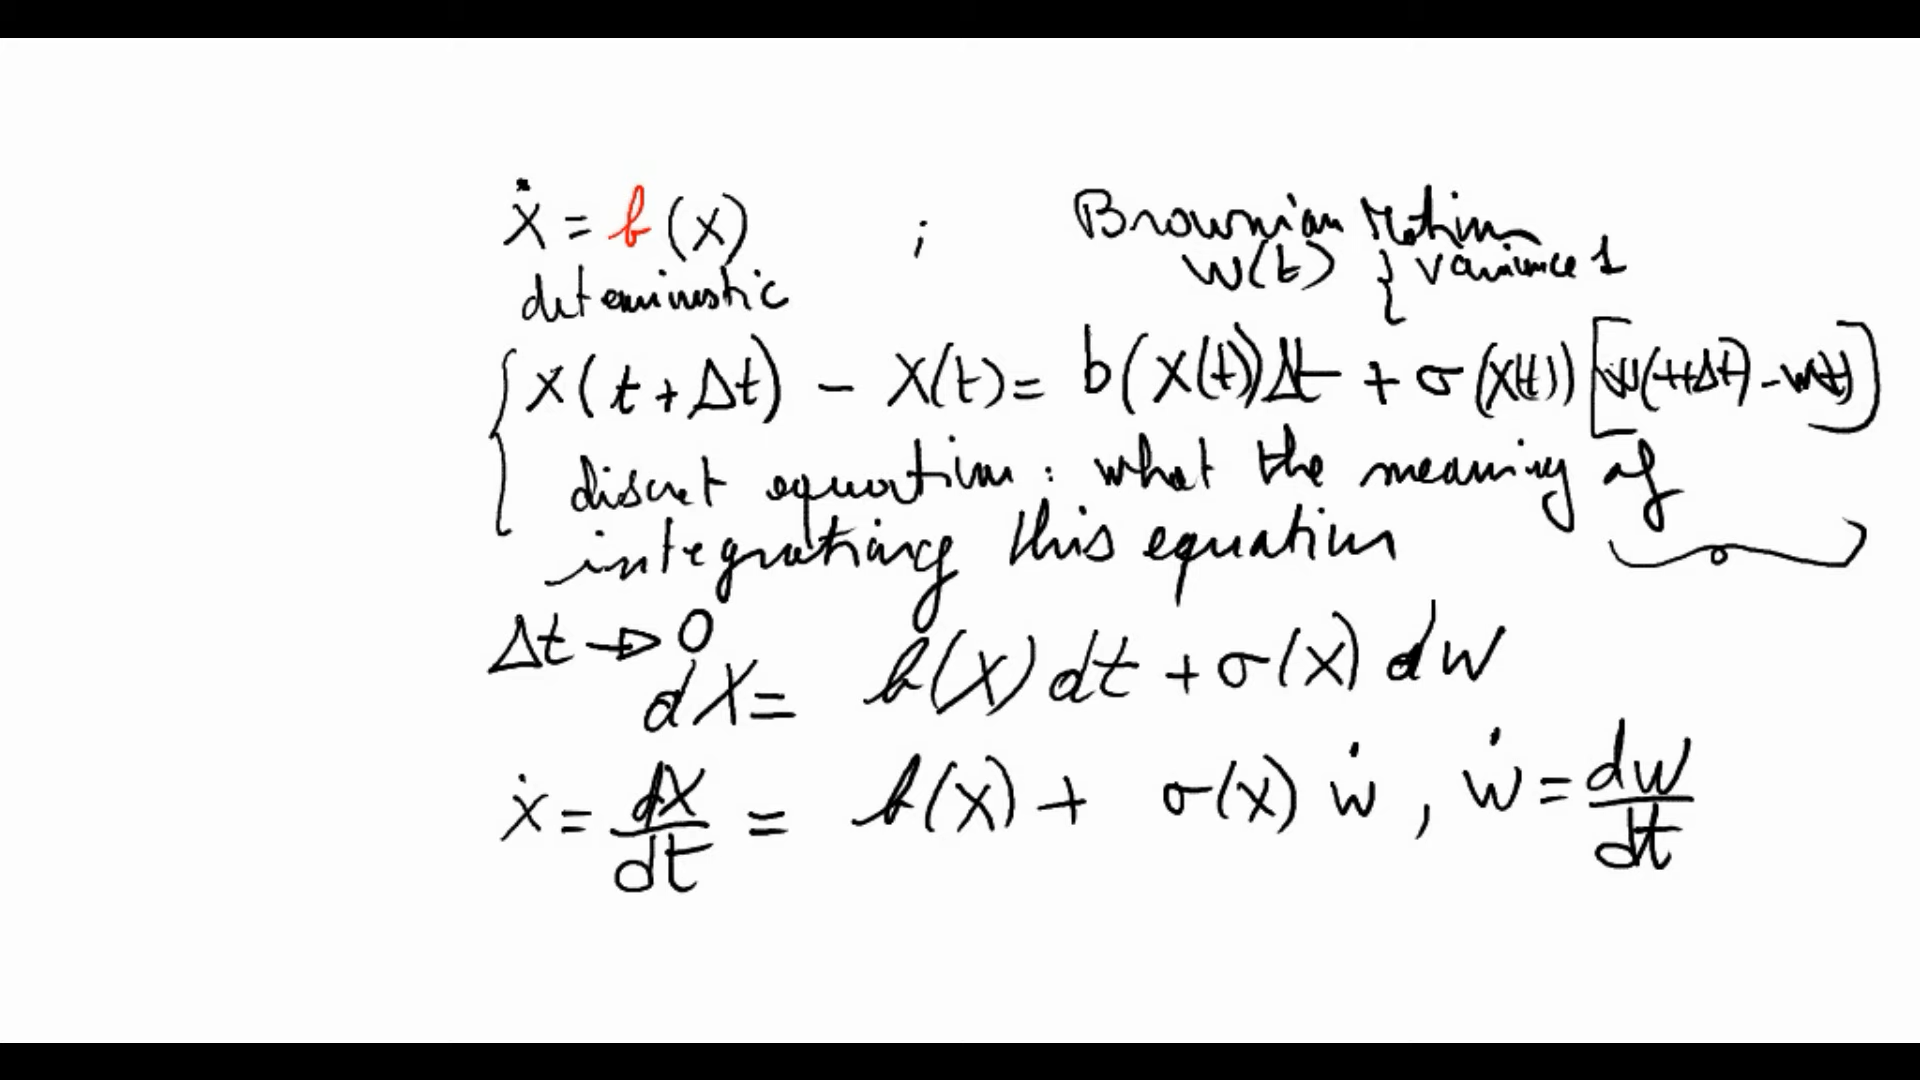 ẋ = b(x) ; Brownian Motion
deterministic w(t) } variance 1
{ X(t+Δt) - X(t) = b(X(t))Δt + σ(X(t)) [w(t+Δt) - w(t)]
discret equation : what the meaning of
integrating this equation
Δt → 0
dX = b(X)dt + σ(X) dw
ẋ = dX/dt = b(X) + σ(X) ẇ , ẇ = dw/dt